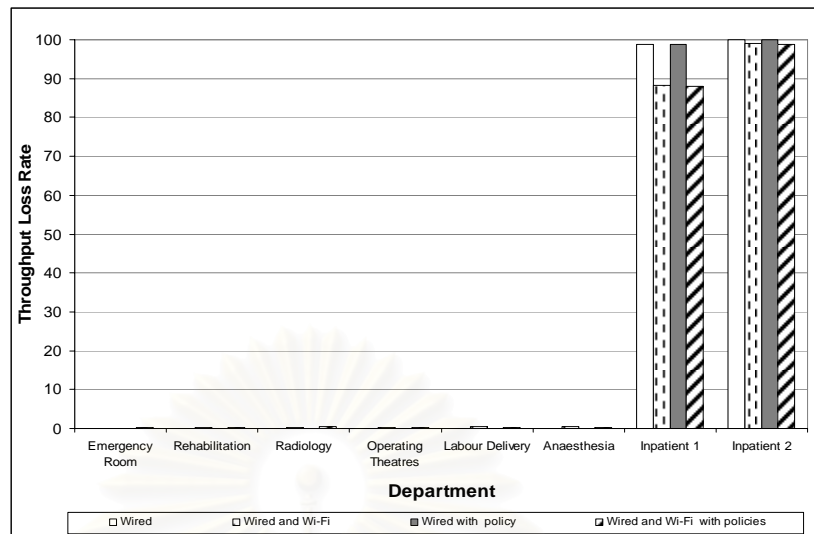 100
90
80
70
60
50
40
30
20
10
0
Throughput Loss Rate
Emergency Room
Rehabilitation
Radiology
Operating Theatres
Labour Delivery
Anaesthesia
Inpatient 1
Inpatient 2
Department
Wired
Wired and Wi-Fi
Wired with policy
Wired and Wi-Fi with policies